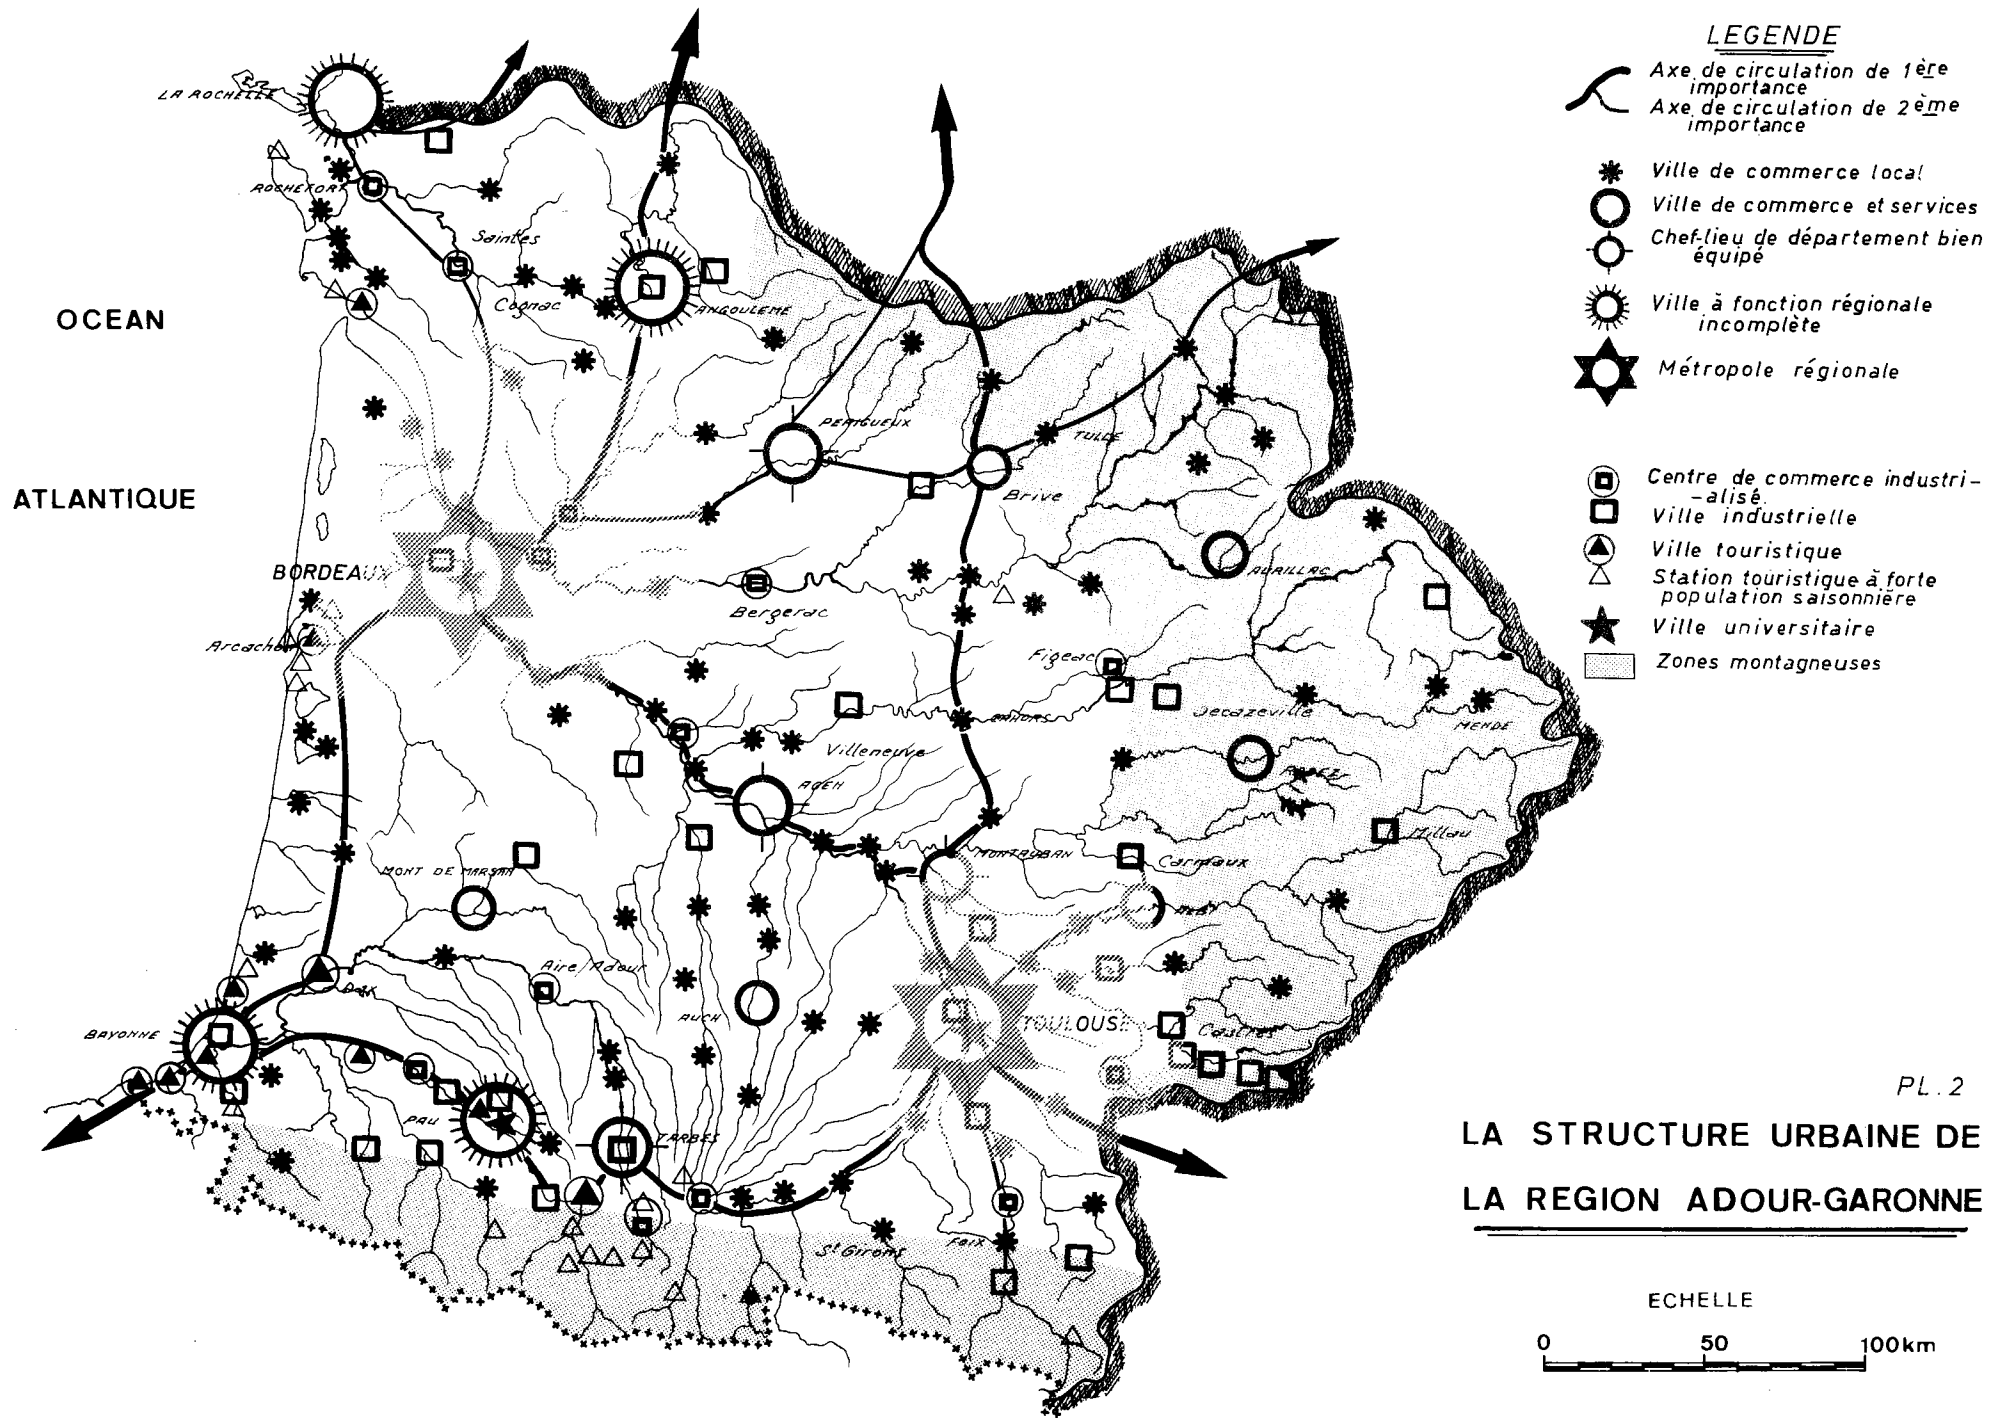 LEGENDE
Axe de circulation de 1ère
importance
Axe de circulation de 2ème
importance
Ville de commerce local
Ville de commerce et services
Chef-lieu de département bien
équipé
Ville à fonction régionale
incomplète
Métropole régionale
Centre de commerce industri-
-alisé.
Ville industrielle
Ville touristique
Station touristique à forte
population saisonnière
Ville universitaire
Zones montagneuses
LA ROCHELLE
ROCHEFORT
Saintes
Cognac
ANGOULEME
OCEAN
ATLANTIQUE
PERIGUEUX
TULLE
Brive
BORDEAUX
AURILLAC
Bergerac
Arcachon
Figeac
Decazeville
CAHORS
MENDE
Villeneuve
RODEZ
AGEN
Millau
MONTAUBAN
Carmaux
MONT DE MARSAN
ALBY
Aire/Adour
Dax
AUCH
TOULOUSE
Castres
BAYONNE
PAU
TARBES
St Girons
Foix
PL. 2
LA STRUCTURE URBAINE DE
LA REGION ADOUR-GARONNE
ECHELLE
0 50 100km